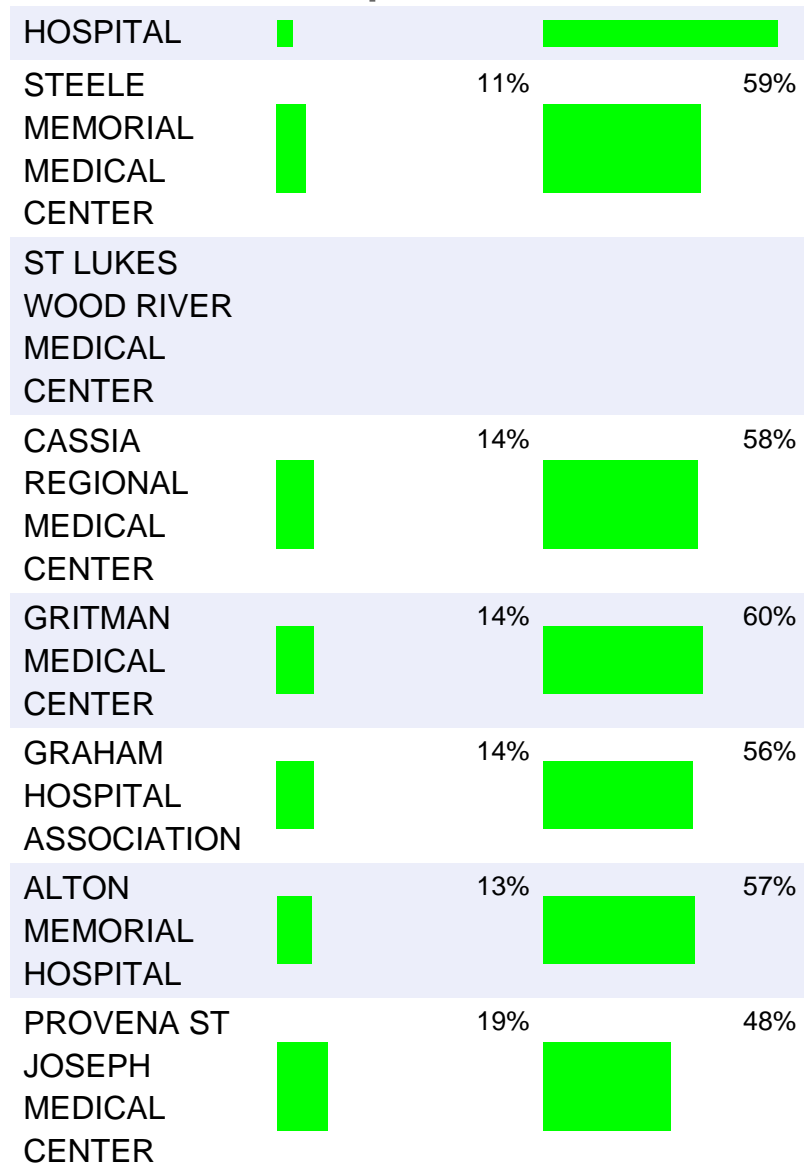 HOSPITAL
STEELE 11% 59%
MEMORIAL
MEDICAL
CENTER
ST LUKES
WOOD RIVER
MEDICAL
CENTER
CASSIA 14% 58%
REGIONAL
MEDICAL
CENTER
GRITMAN 14% 60%
MEDICAL
CENTER
GRAHAM 14% 56%
HOSPITAL
ASSOCIATION
ALTON 13% 57%
MEMORIAL
HOSPITAL
PROVENA ST 19% 48%
JOSEPH
MEDICAL
CENTER